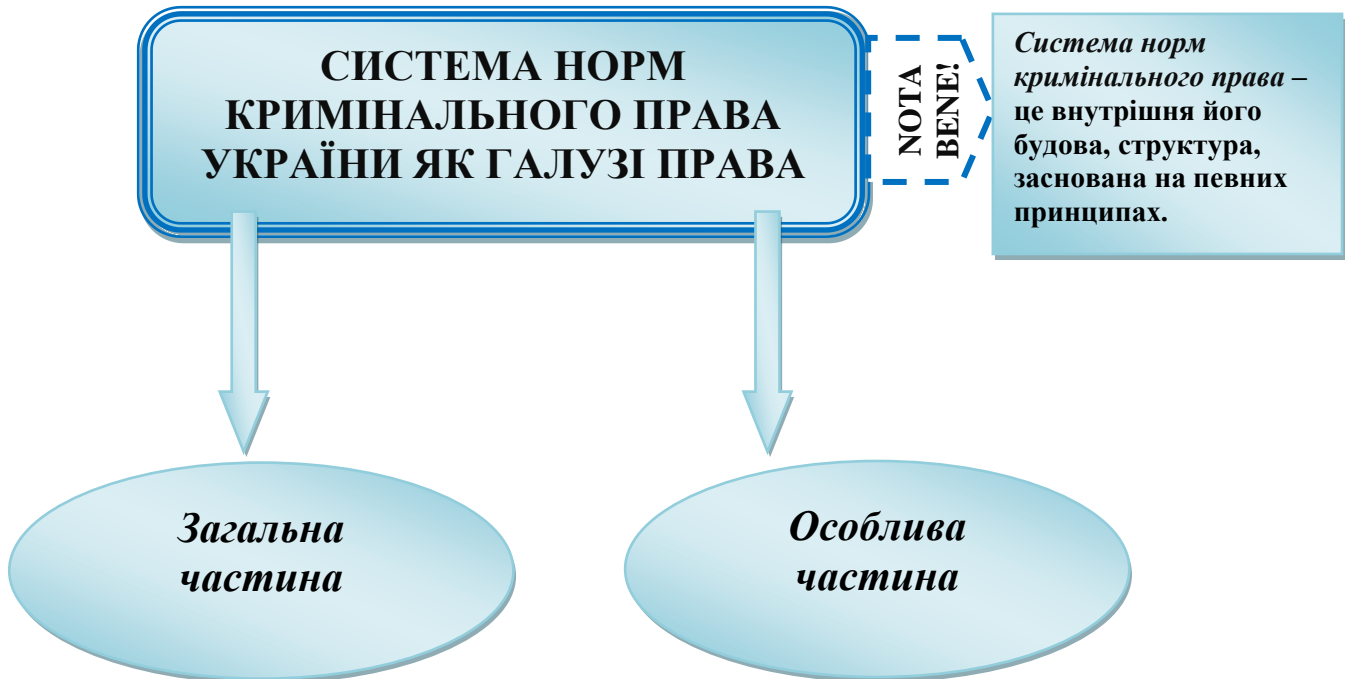 СИСТЕМА НОРМ
КРИМІНАЛЬНОГО ПРАВА
УКРАЇНИ ЯК ГАЛУЗІ ПРАВА
NOTA
BENE!
Система норм
кримінального права –
це внутрішня його
будова, структура,
заснована на певних
принципах.
Загальна
частина
Особлива
частина